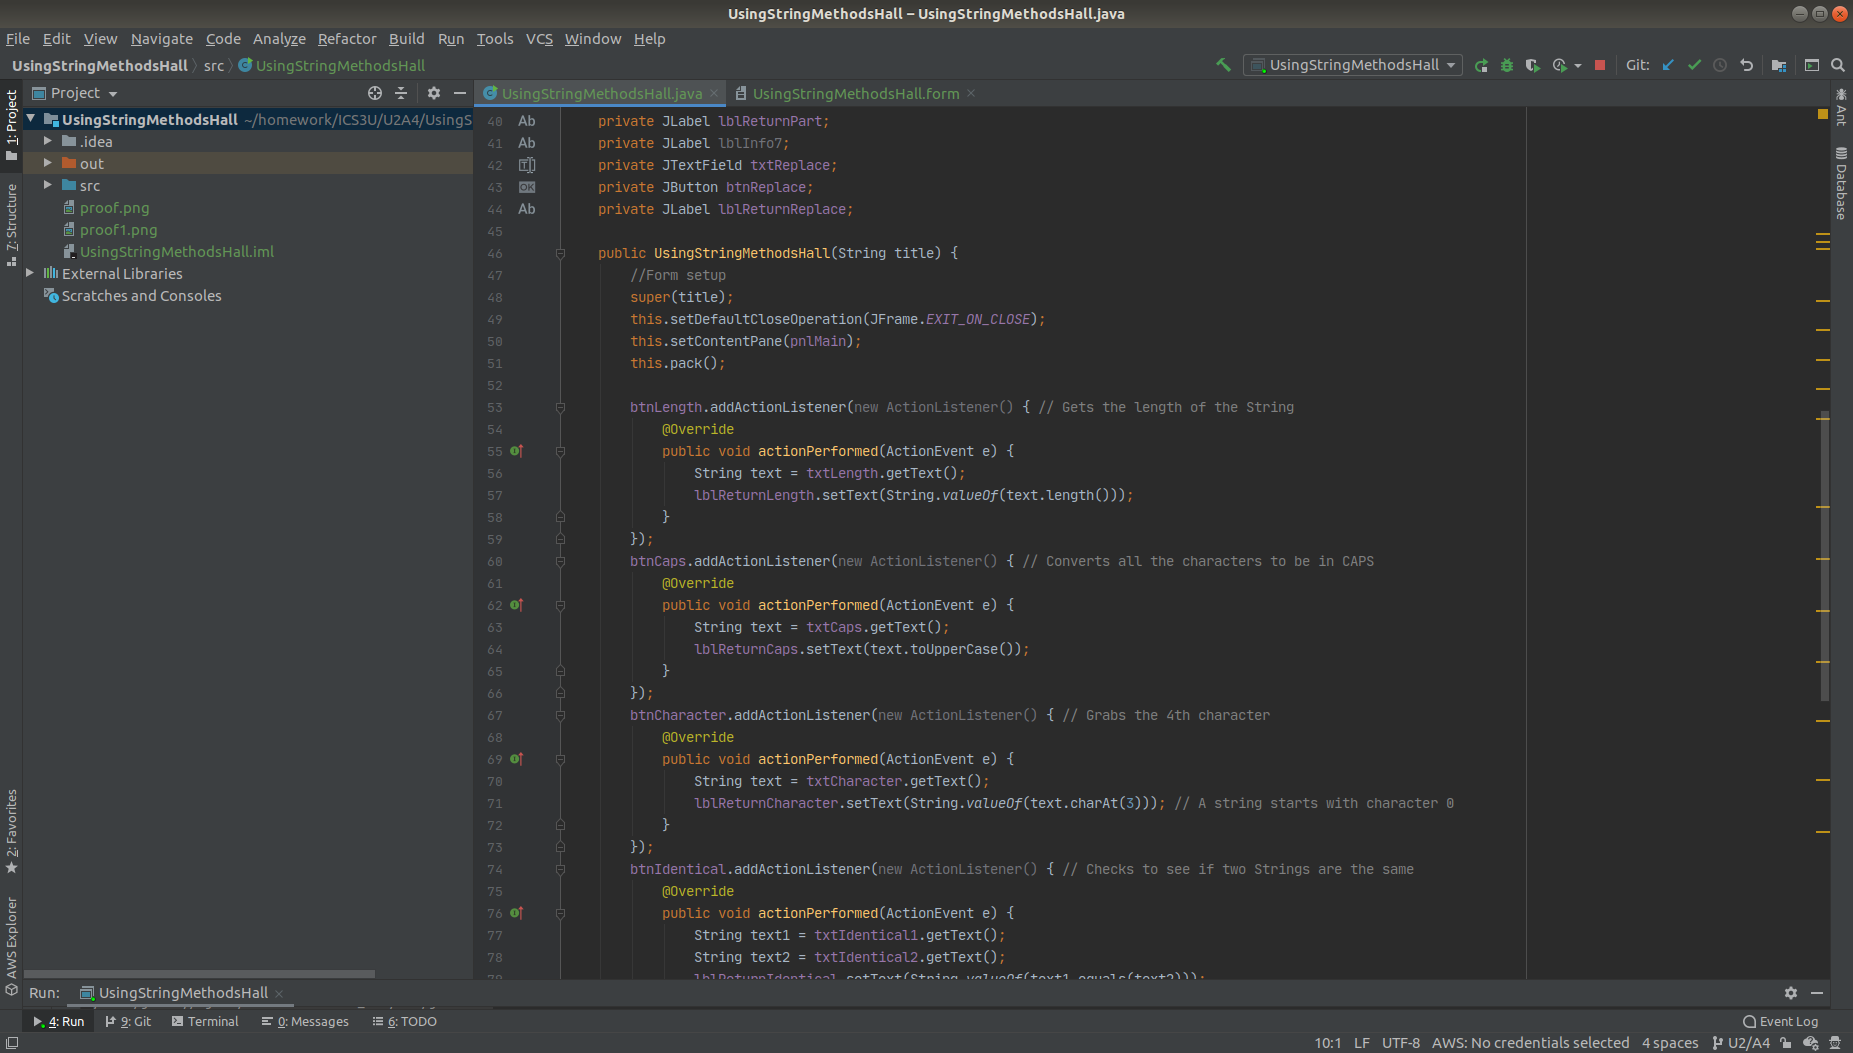 UsingStringMethodsHall – UsingStringMethodsHall.java
File Edit View Navigate Code Analyze Refactor Build Run Tools VCS Window Help
UsingStringMethodsHall src UsingStringMethodsHall
UsingStringMethodsHall
Git:
1: Project
7: Structure
2: Favorites
AWS Explorer
Project
UsingStringMethodsHall ~/homework/ICS3U/U2A4/UsingS
.idea
out
src
proof.png
proof1.png
UsingStringMethodsHall.iml
External Libraries
Scratches and Consoles
UsingStringMethodsHall.java UsingStringMethodsHall.form
40 Ab private JLabel lblReturnPart;
41 Ab private JLabel lblInfo7;
42 private JTextField txtReplace;
43 OK private JButton btnReplace;
44 Ab private JLabel lblReturnReplace;
45
46 public UsingStringMethodsHall(String title) {
47 //Form setup
48 super(title);
49 this.setDefaultCloseOperation(JFrame.EXIT_ON_CLOSE);
50 this.setContentPane(pnlMain);
51 this.pack();
52
53 btnLength.addActionListener(new ActionListener() { // Gets the length of the String
54 @Override
55 public void actionPerformed(ActionEvent e) {
56 String text = txtLength.getText();
57 lblReturnLength.setText(String.valueOf(text.length()));
58 }
59 });
60 btnCaps.addActionListener(new ActionListener() { // Converts all the characters to be in CAPS
61 @Override
62 public void actionPerformed(ActionEvent e) {
63 String text = txtCaps.getText();
64 lblReturnCaps.setText(text.toUpperCase());
65 }
66 });
67 btnCharacter.addActionListener(new ActionListener() { // Grabs the 4th character
68 @Override
69 public void actionPerformed(ActionEvent e) {
70 String text = txtCharacter.getText();
71 lblReturnCharacter.setText(String.valueOf(text.charAt(3))); // A string starts with character 0
72 }
73 });
74 btnIdentical.addActionListener(new ActionListener() { // Checks to see if two Strings are the same
75 @Override
76 public void actionPerformed(ActionEvent e) {
77 String text1 = txtIdentical1.getText();
78 String text2 = txtIdentical2.getText();
79 lblReturnIdentical.setText(String.valueOf(text1.equals(text2)));
Ant
Database
Run: UsingStringMethodsHall
4: Run 9: Git Terminal 0: Messages 6: TODO Event Log
10:1 LF UTF-8 AWS: No credentials selected 4 spaces U2/A4